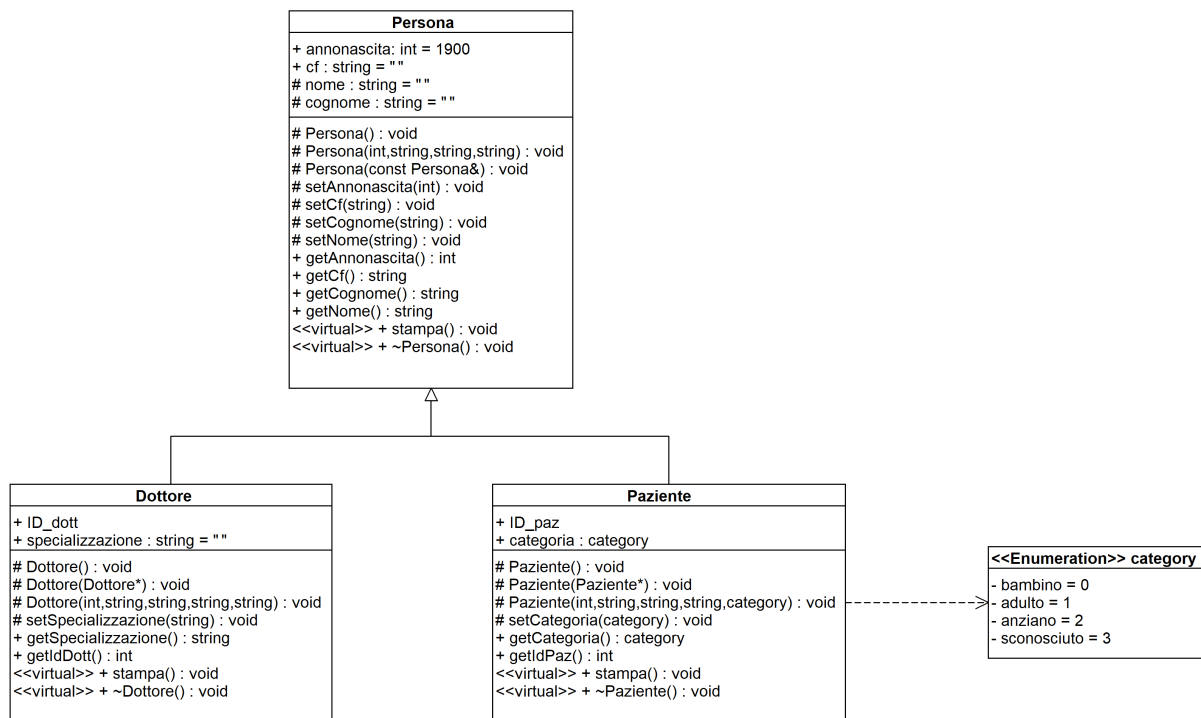 Persona
+ annonascita: int = 1900
+ cf : string = ""
# nome : string = ""
# cognome : string = ""
# Persona() : void
# Persona(int,string,string,string) : void
# Persona(const Persona&) : void
# setAnnonascita(int) : void
# setCf(string) : void
# setCognome(string) : void
# setNome(string) : void
+ getAnnonascita() : int
+ getCf() : string
+ getCognome() : string
+ getNome() : string
<<virtual>> + stampa() : void
<<virtual>> + ~Persona() : void
Dottore
+ ID_dott
+ specializzazione : string = ""
# Dottore() : void
# Dottore(Dottore*) : void
# Dottore(int,string,string,string,string) : void
# setSpecializzazione(string) : void
+ getSpecializzazione() : string
+ getIdDott() : int
<<virtual>> + stampa() : void
<<virtual>> + ~Dottore() : void
Paziente
+ ID_paz
+ categoria : category
# Paziente() : void
# Paziente(Paziente*) : void
# Paziente(int,string,string,string,category) : void
# setCategoria(category) : void
+ getCategoria() : category
+ getIdPaz() : int
<<virtual>> + stampa() : void
<<virtual>> + ~Paziente() : void
<<Enumeration>> category
- bambino = 0
- adulto = 1
- anziano = 2
- sconosciuto = 3